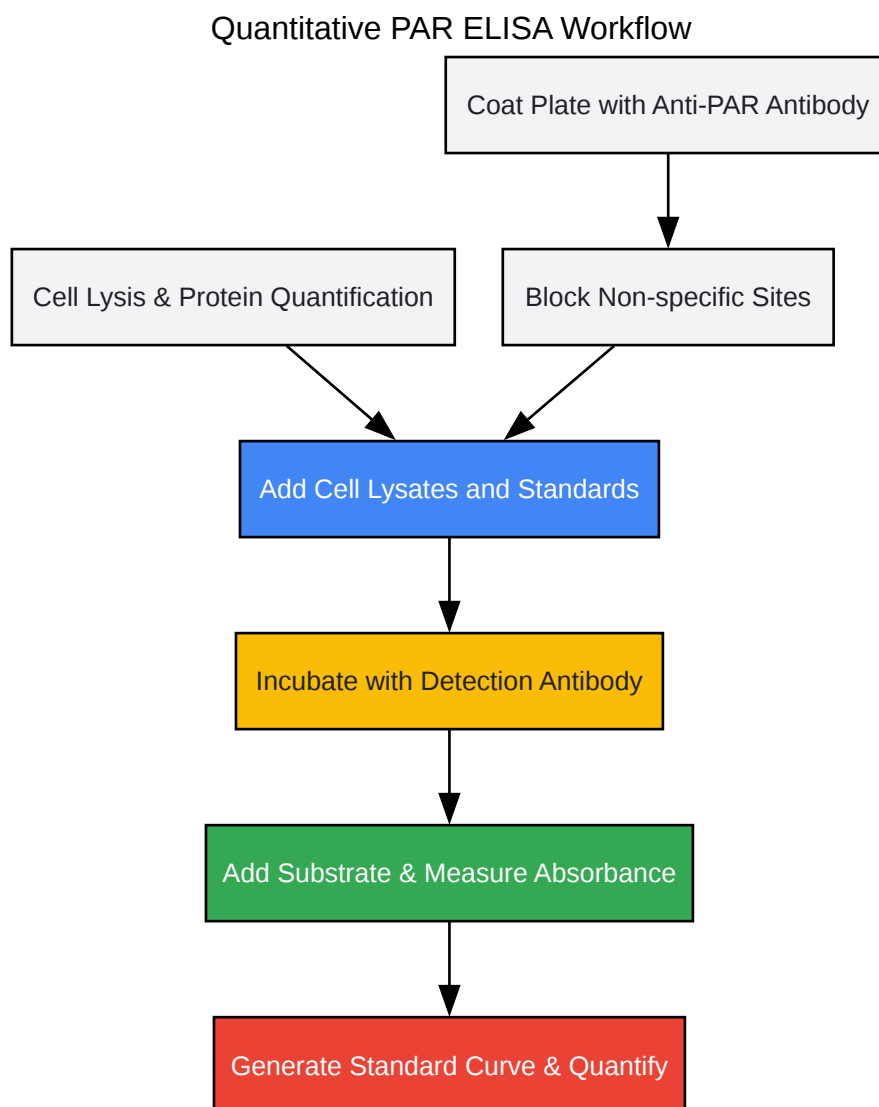 Quantitative PAR ELISA Workflow
Coat Plate with Anti-PAR Antibody
Cell Lysis & Protein Quantification
Block Non-specific Sites
Add Cell Lysates and Standards
Incubate with Detection Antibody
Add Substrate & Measure Absorbance
Generate Standard Curve & Quantify